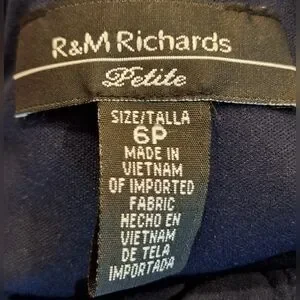 R&M Richards
Petite
SIZE/TALLA
6P
MADE IN
VIETNAM
OF IMPORTED
FABRIC
HECHO EN
VIETNAM
DE TELA
IMPORTADA